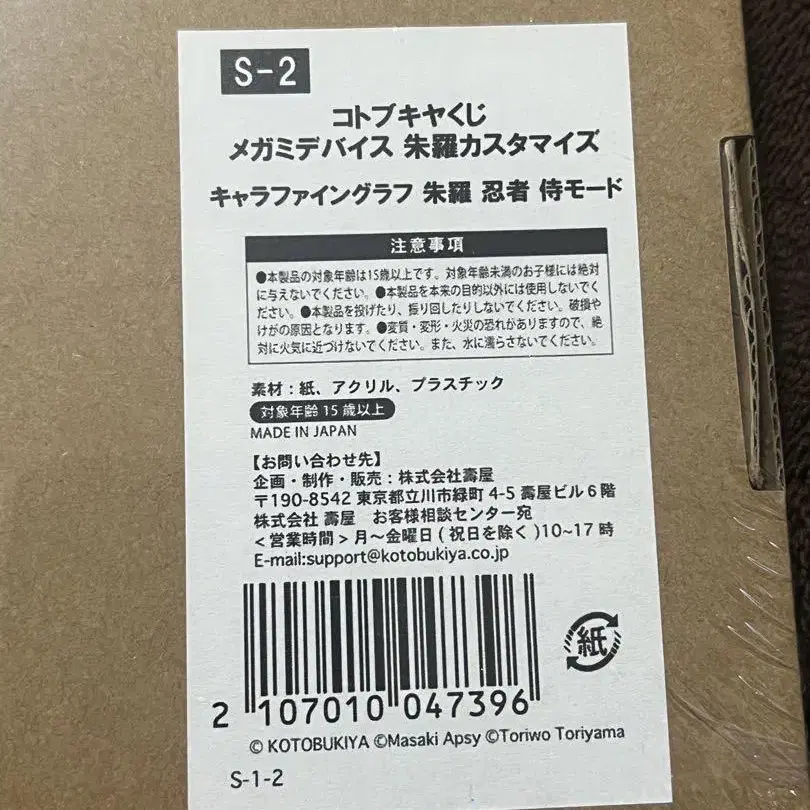 S-2
コトブキヤくじ
メガミデバイス 朱羅カスタマイズ
キャラファイングラフ 朱羅 忍者 侍モード
注意事項
●本製品の対象年齢は15歳以上です。対象年齢未満のお子様には絶対
に与えないでください。●本製品を本来の目的以外には使用しないでく
ださい。●本製品を投げたり、振り回したりしないでください。破損や
けがの原因となります。●変質・変形・火災の恐れがありますので、絶
対に火気に近づけないでください。また、水に濡らさないでください。
素材：紙、アクリル、プラスチック
対象年齢 15 歳以上
MADE IN JAPAN
【お問い合わせ先】
企画・制作・販売：株式会社壽屋
〒190-8542 東京都立川市緑町 4-5 壽屋ビル 6 階
株式会社 壽屋　お客様相談センター宛
< 営業時間 > 月～金曜日 ( 祝日を除く )10~17 時
E-mail:support@kotobukiya.co.jp
紙
2 107010 047396
© KOTOBUKIYA ©Masaki Apsy ©Toriwo Toriyama
S-1-2